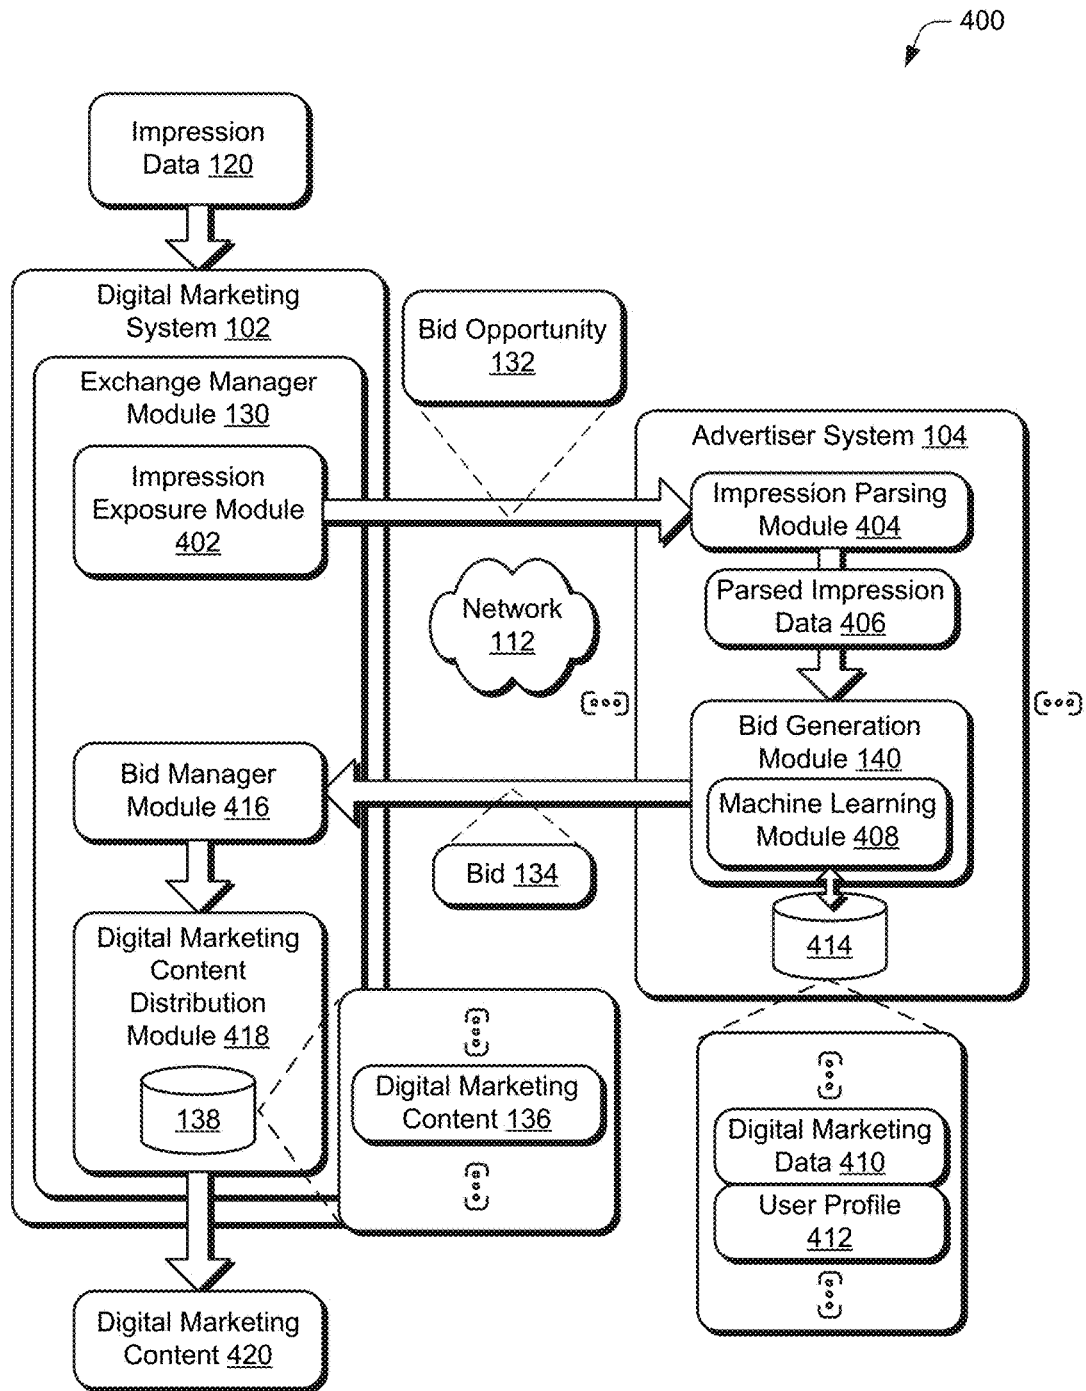 400
Impression
Data 120
Digital Marketing
System 102
Exchange Manager
Module 130
Impression
Exposure Module
402
Bid Opportunity
132
Advertiser System 104
Impression Parsing
Module 404
Parsed Impression
Data 406
Network
112
Bid Generation
Module 140
Machine Learning
Module 408
Bid Manager
Module 416
Bid 134
414
Digital Marketing
Content
Distribution
Module 418
138
Digital Marketing
Content 136
Digital Marketing
Data 410
User Profile
412
Digital Marketing
Content 420